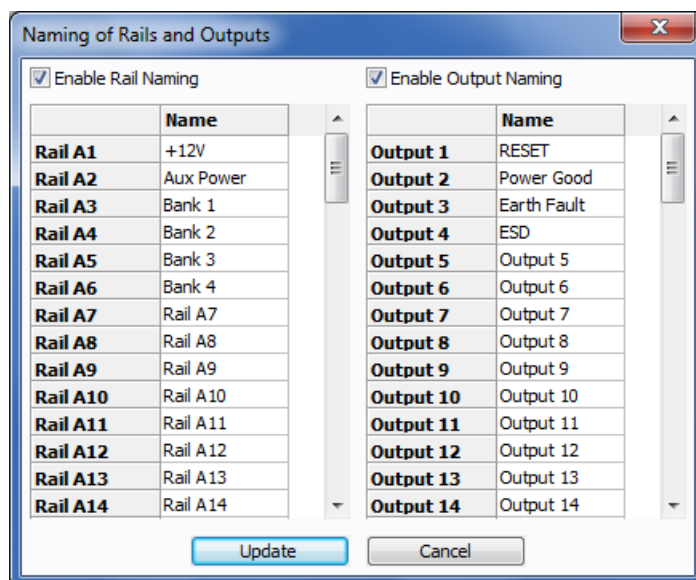 Naming of Rails and Outputs
Enable Rail Naming
Name
Rail A1 +12V
Rail A2 Aux Power
Rail A3 Bank 1
Rail A4 Bank 2
Rail A5 Bank 3
Rail A6 Bank 4
Rail A7 Rail A7
Rail A8 Rail A8
Rail A9 Rail A9
Rail A10 Rail A10
Rail A11 Rail A11
Rail A12 Rail A12
Rail A13 Rail A13
Rail A14 Rail A14
Enable Output Naming
Name
Output 1 RESET
Output 2 Power Good
Output 3 Earth Fault
Output 4 ESD
Output 5 Output 5
Output 6 Output 6
Output 7 Output 7
Output 8 Output 8
Output 9 Output 9
Output 10 Output 10
Output 11 Output 11
Output 12 Output 12
Output 13 Output 13
Output 14 Output 14
Update
Cancel